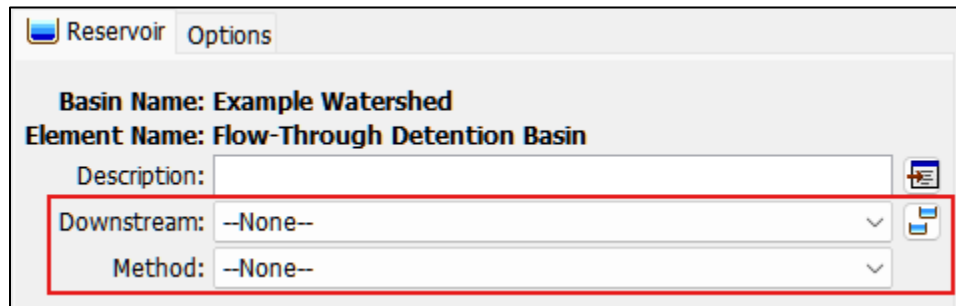 Reservoir Options
Basin Name: Example Watershed
Element Name: Flow-Through Detention Basin
Description:
Downstream: --None--
Method: --None--